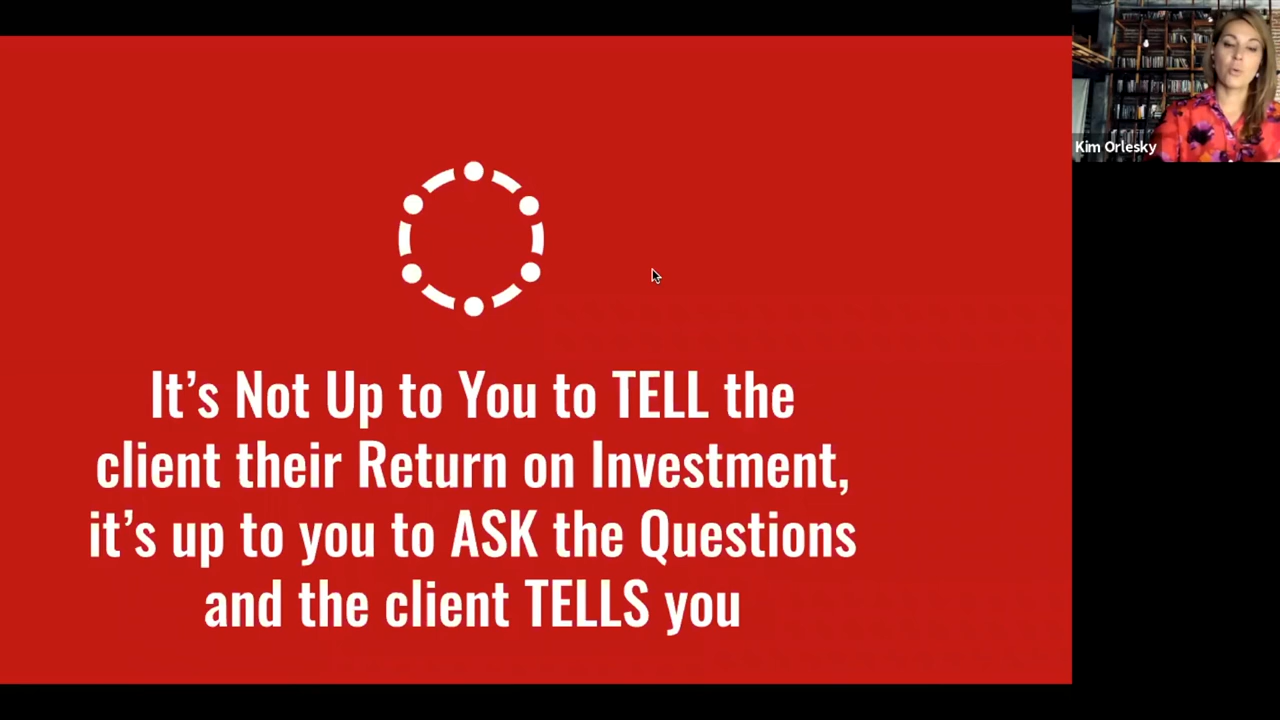 Kim Orlesky
It’s Not Up to You to TELL the
client their Return on Investment,
it’s up to you to ASK the Questions
and the client TELLS you